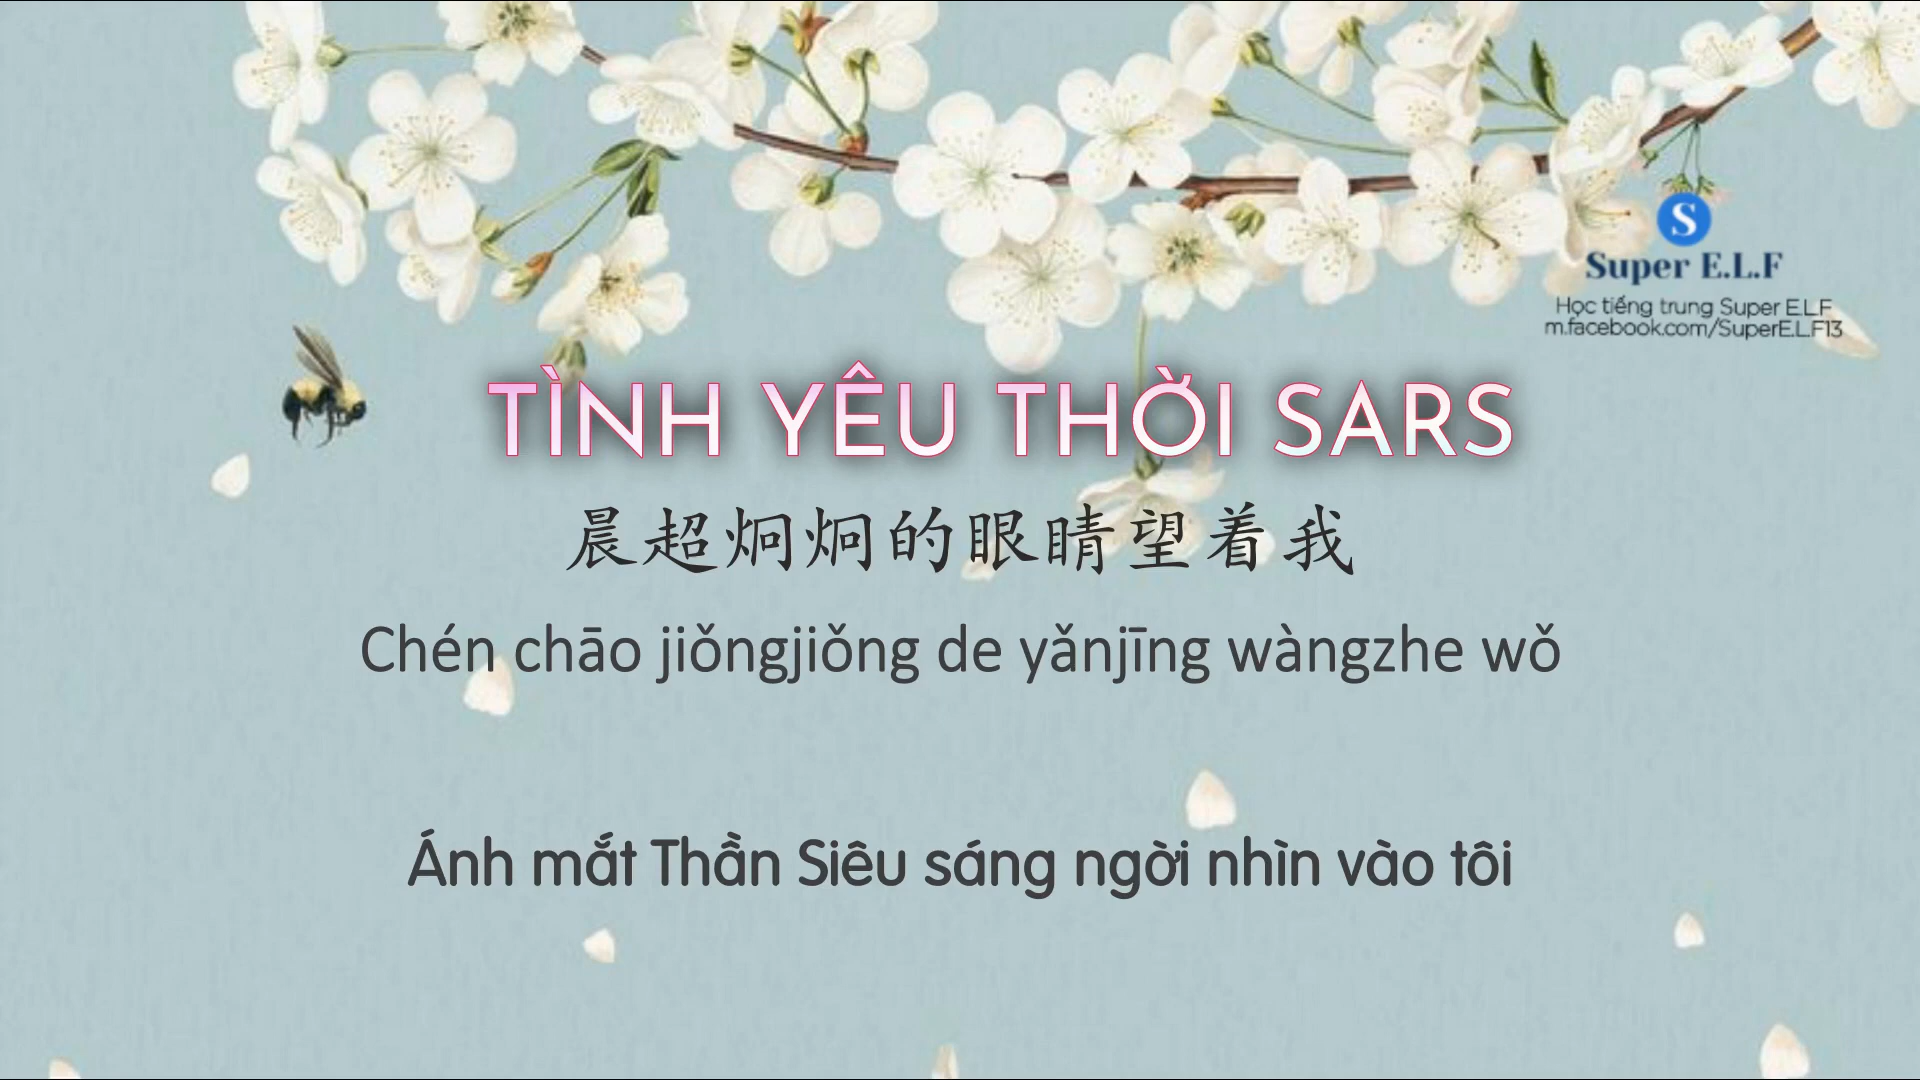 S
Super E.L.F
Học tiếng trung Super E.L.F
m.facebook.com/SuperE.L.F13
TÌNH YÊU THỜI SARS
晨超炯炯的眼睛望着我
Chén chāo jiǒngjiǒng de yǎnjīng wàngzhe wǒ
Ánh mắt Thần Siêu sáng ngời nhìn vào tôi